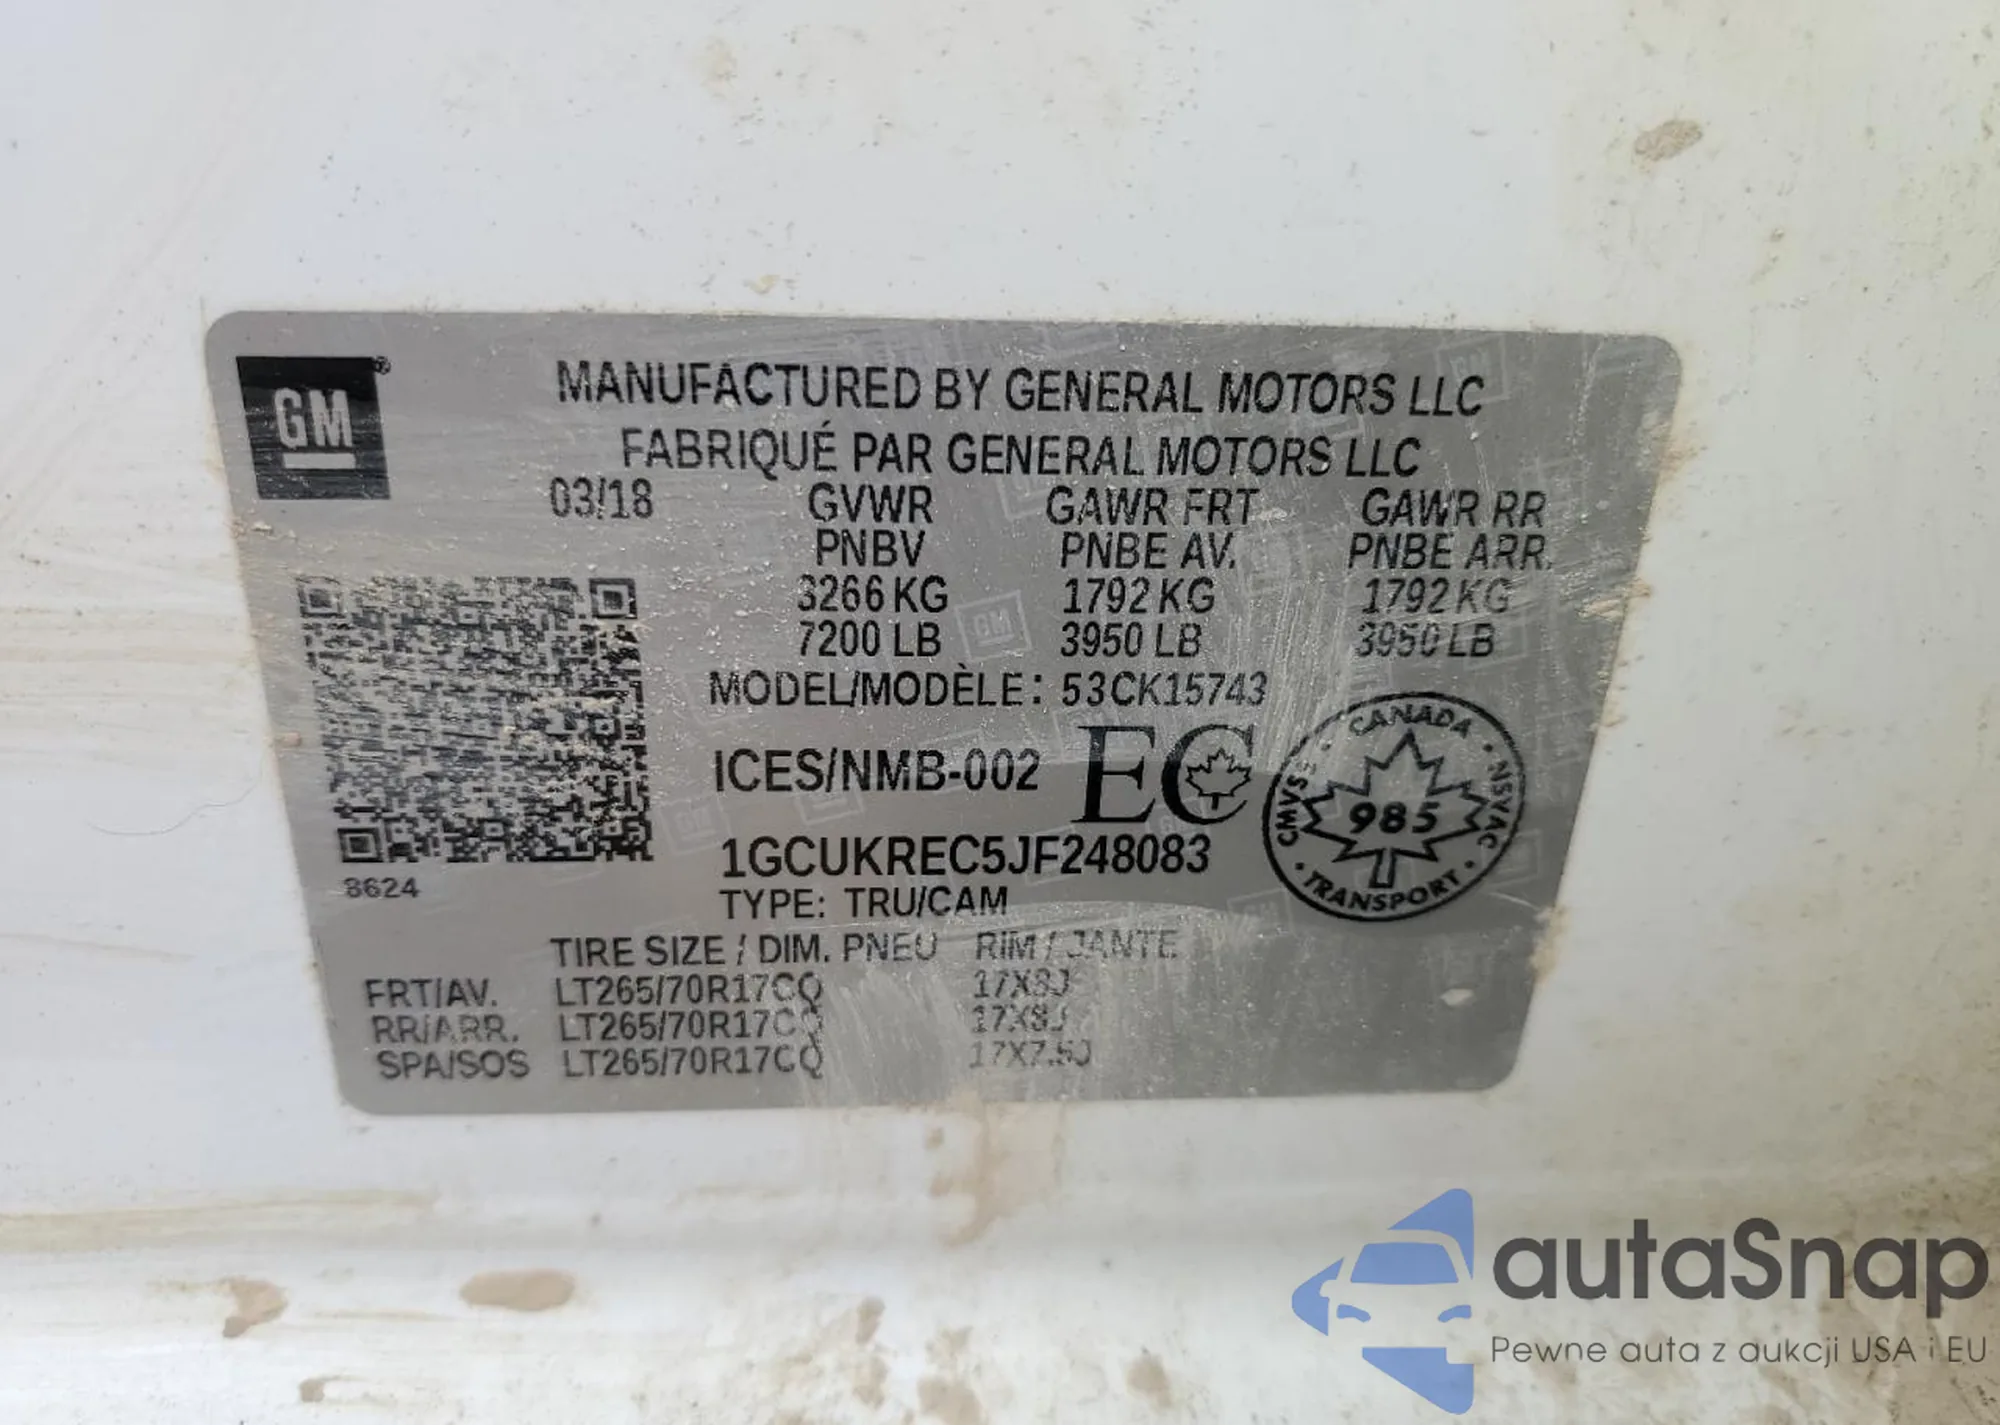 GM®
MANUFACTURED BY GENERAL MOTORS LLC
FABRIQUÉ PAR GENERAL MOTORS LLC
03/18 GVWR GAWR FRT GAWR RR
PNBV PNBE AV. PNBE ARR.
3266 KG 1792 KG 1792 KG
7200 LB 3950 LB 3950 LB
MODEL/MODÈLE: 53CK15743
ICES/NMB-002 EC
CANADA · NSVAC · TRANSPORT · CMVSS ·
985
1GCUKREC5JF248083
8624
TYPE: TRU/CAM
TIRE SIZE / DIM. PNEU RIM / JANTE
FRT/AV. LT265/70R17CQ 17X8J
RR/ARR. LT265/70R17CQ 17X8J
SPA/SOS LT265/70R17CQ 17X7.5J
autaSnap
Pewne auta z aukcji USA i EU